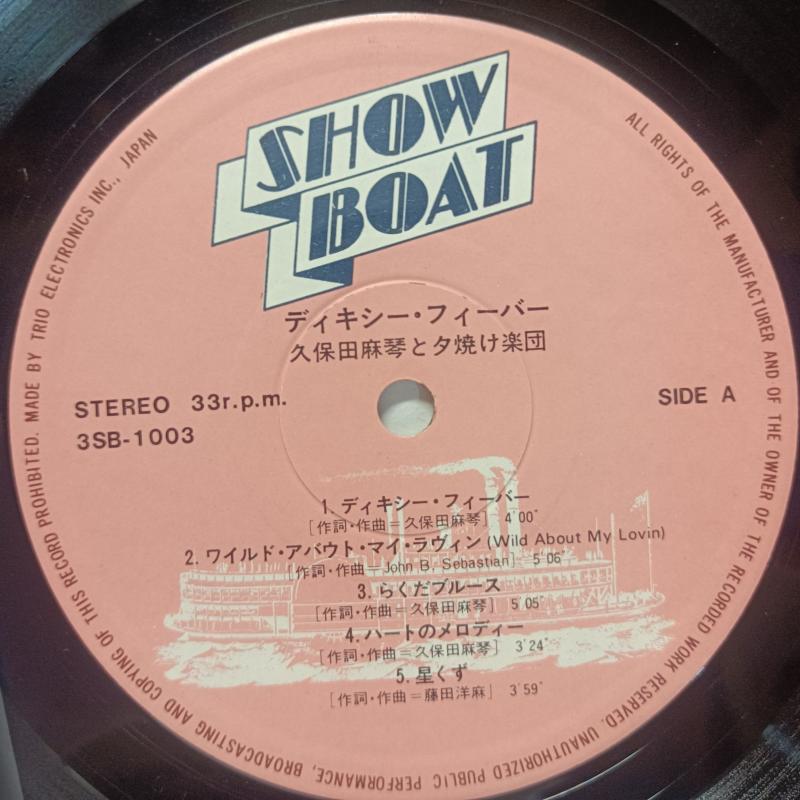 SHOW
BOAT
ディキシー・フィーバー
久保田麻琴と夕焼け楽団
STEREO 33r.p.m.
3SB-1003
SIDE A
1. ディキシー・フィーバー
[作詞・作曲=久保田麻琴] 4'00"
2. ワイルド・アバウト・マイ・ラヴィン (Wild About My Lovin)
[作詞・作曲=John B. Sebastian] 5'06"
3. らくだブルース
[作詞・作曲=久保田麻琴] 5'05"
4. ハートのメロディー
[作詞・作曲=久保田麻琴] 3'24"
5. 星くず
[作詞・作曲=藤田洋麻] 3'59"
MADE BY TRIO ELECTRONICS INC., JAPAN
ALL RIGHTS OF THE MANUFACTURER AND OF THE OWNER OF THE RECORDED WORK RESERVED. UNAUTHORIZED PUBLIC PERFORMANCE, BROADCASTING AND COPYING OF THIS RECORD PROHIBITED.